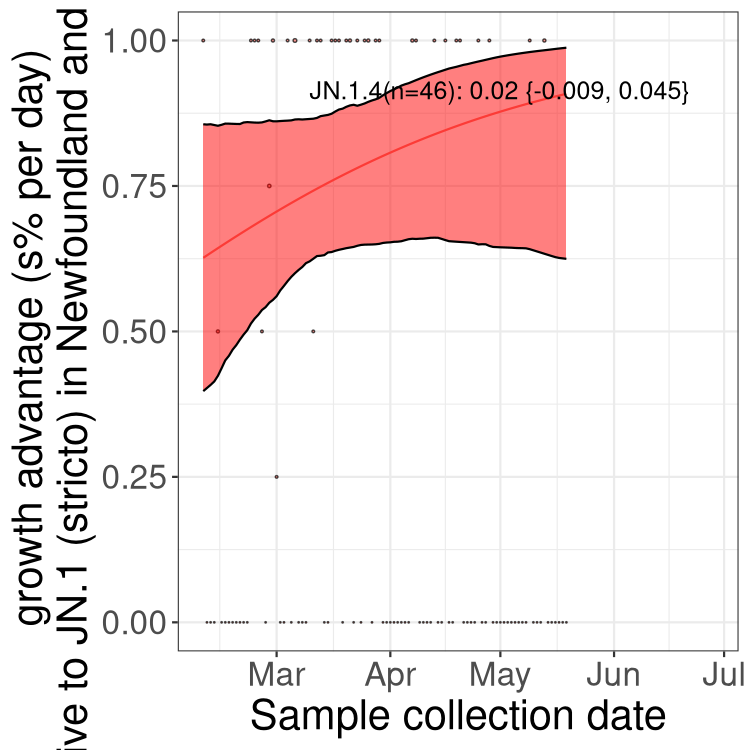 growth advantage (s% per day)
to JN.1 (stricto) in Newfoundland and
1.00
0.75
0.50
0.25
0.00
JN.1.4(n=46): 0.02 {-0.009, 0.045}
Mar Apr May Jun Jul
Sample collection date